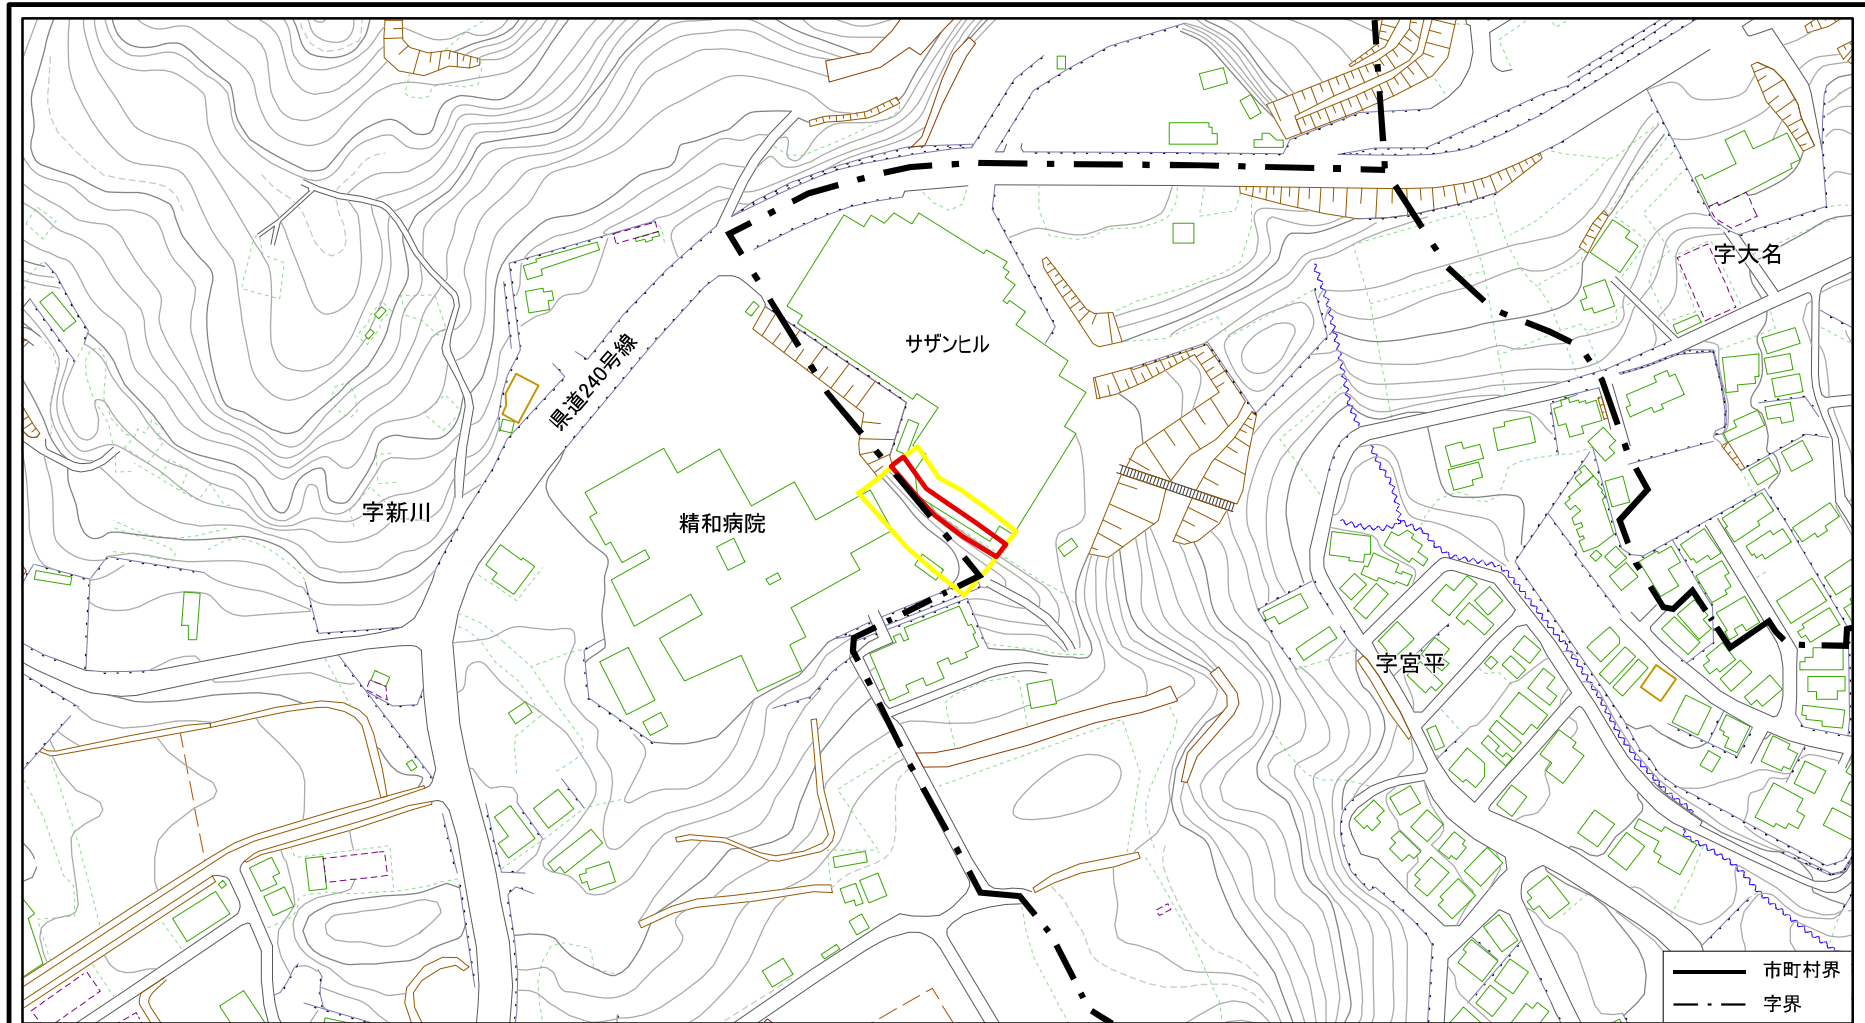 字大名
サザンヒル
県道240号線
字新川
精和病院
字宮平
市町村界
字界